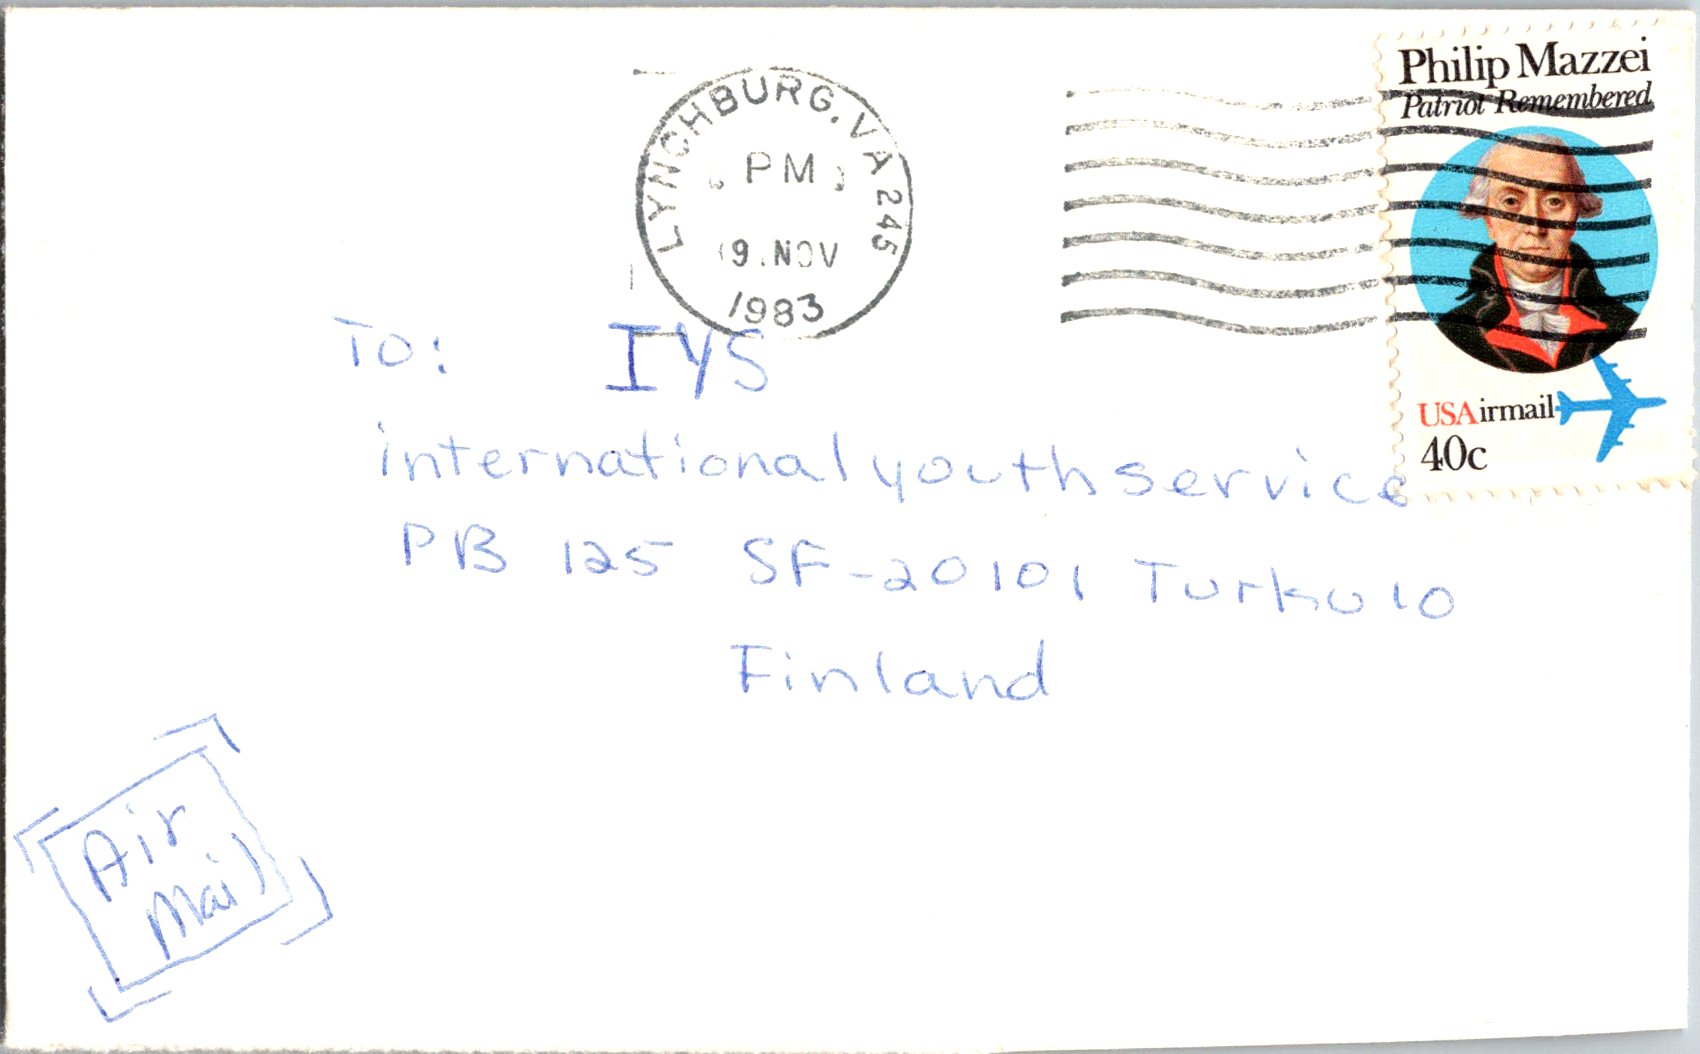 LYNCHBURG, VA 245
PM
9 NOV
1983
Philip Mazzei
Patriot Remembered
USAirmail
40c
To: IYS
international youth service
PB 125 SF-20101 Turku 10
Finland
Air
Mail